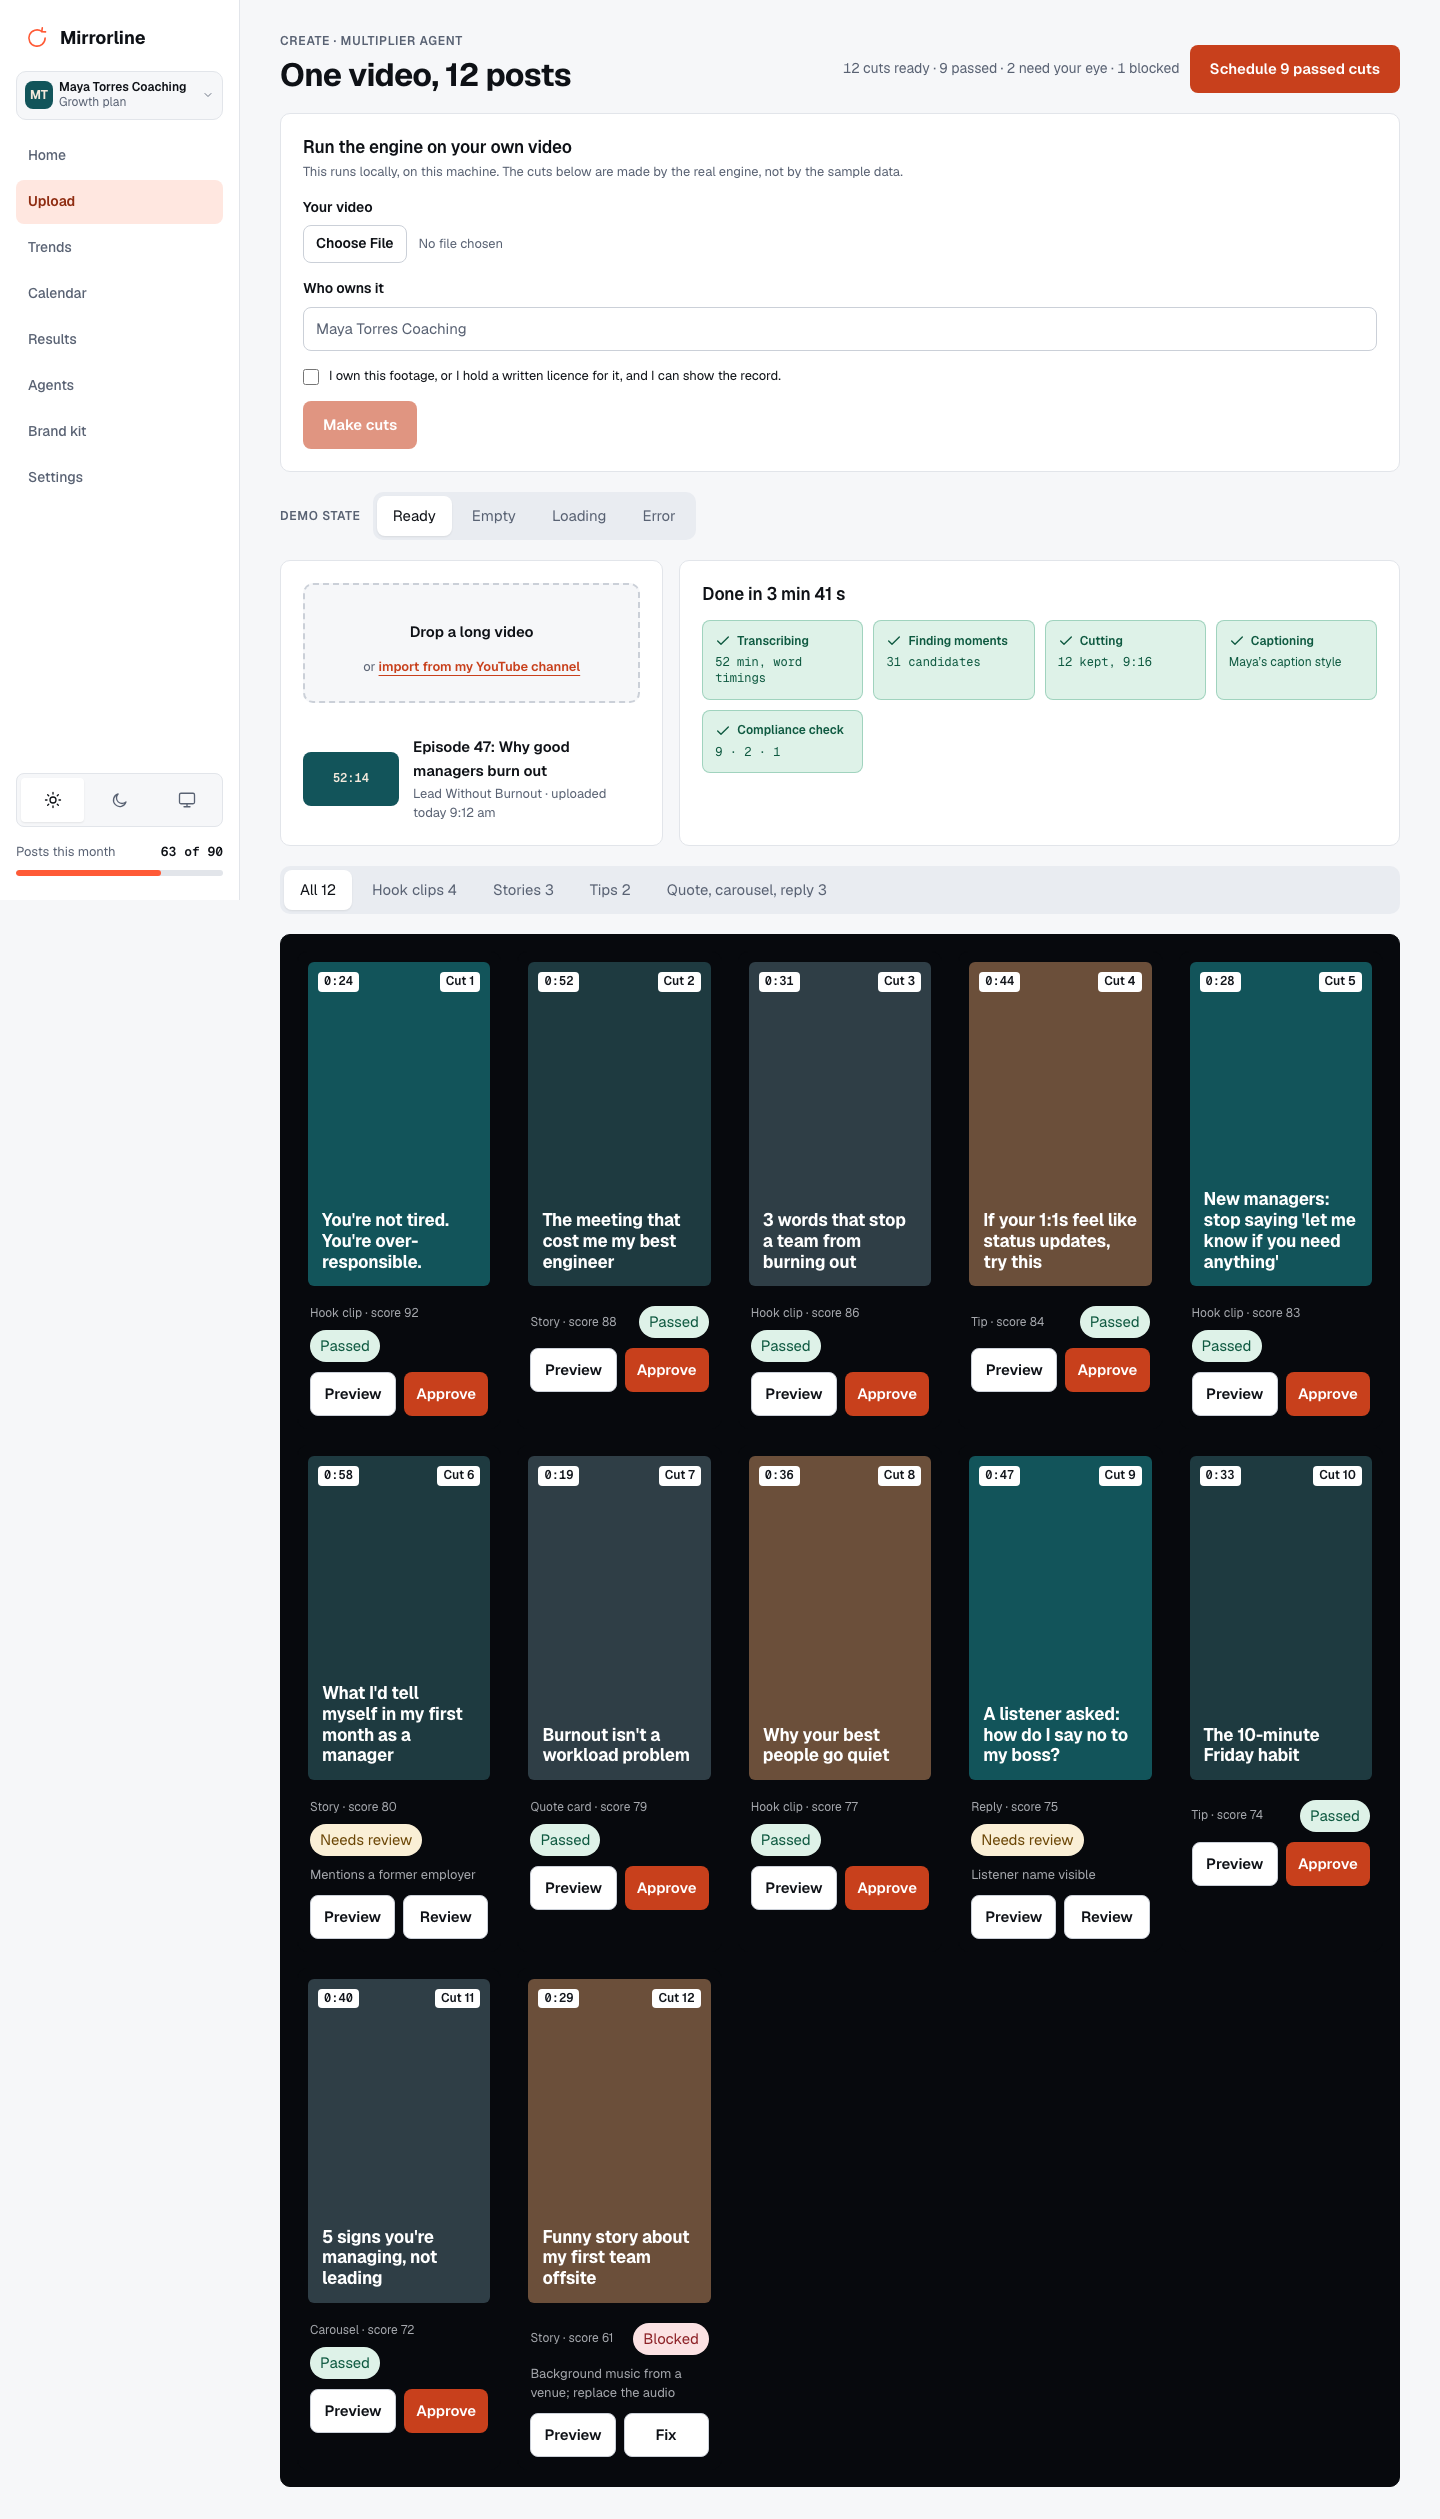 Mirrorline
MT
Maya Torres Coaching
Growth plan
Home
Upload
Trends
Calendar
Results
Agents
Brand kit
Settings
Posts this month
63 of 90
CREATE · MULTIPLIER AGENT
One video, 12 posts
12 cuts ready · 9 passed · 2 need your eye · 1 blocked
Schedule 9 passed cuts
Run the engine on your own video
This runs locally, on this machine. The cuts below are made by the real engine, not by the sample data.
Your video
Choose File
No file chosen
Who owns it
Maya Torres Coaching
I own this footage, or I hold a written licence for it, and I can show the record.
Make cuts
DEMO STATE
Ready
Empty
Loading
Error
Drop a long video
or import from my YouTube channel
52:14
Episode 47: Why good
managers burn out
Lead Without Burnout · uploaded
today 9:12 am
Done in 3 min 41 s
Transcribing
52 min, word
timings
Finding moments
31 candidates
Cutting
12 kept, 9:16
Captioning
Maya's caption style
Compliance check
9 · 2 · 1
All 12
Hook clips 4
Stories 3
Tips 2
Quote, carousel, reply 3
0:24
Cut 1
You're not tired.
You're over-
responsible.
Hook clip · score 92
Passed
Preview
Approve
0:52
Cut 2
The meeting that
cost me my best
engineer
Story · score 88
Passed
Preview
Approve
0:31
Cut 3
3 words that stop
a team from
burning out
Hook clip · score 86
Passed
Preview
Approve
0:44
Cut 4
If your 1:1s feel like
status updates,
try this
Tip · score 84
Passed
Preview
Approve
0:28
Cut 5
New managers:
stop saying 'let me
know if you need
anything'
Hook clip · score 83
Passed
Preview
Approve
0:58
Cut 6
What I'd tell
myself in my first
month as a
manager
Story · score 80
Needs review
Mentions a former employer
Preview
Review
0:19
Cut 7
Burnout isn't a
workload problem
Quote card · score 79
Passed
Preview
Approve
0:36
Cut 8
Why your best
people go quiet
Hook clip · score 77
Passed
Preview
Approve
0:47
Cut 9
A listener asked:
how do I say no to
my boss?
Reply · score 75
Needs review
Listener name visible
Preview
Review
0:33
Cut 10
The 10-minute
Friday habit
Tip · score 74
Passed
Preview
Approve
0:40
Cut 11
5 signs you're
managing, not
leading
Carousel · score 72
Passed
Preview
Approve
0:29
Cut 12
Funny story about
my first team
offsite
Story · score 61
Blocked
Background music from a
venue; replace the audio
Preview
Fix